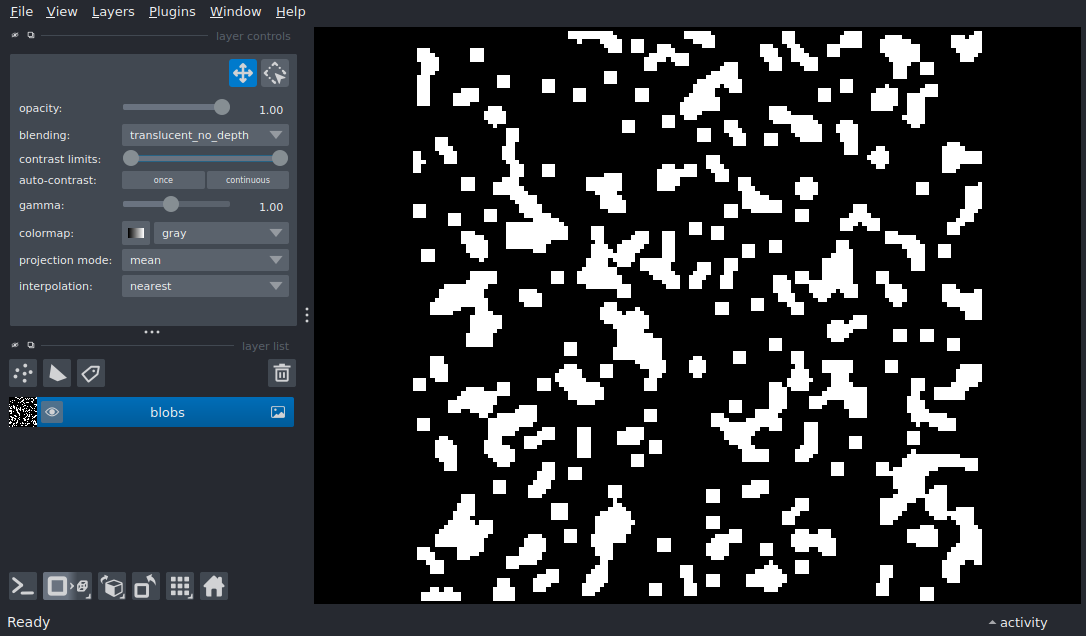 File View Layers Plugins Window Help
layer controls
opacity: 1.00
blending: translucent_no_depth
contrast limits:
auto-contrast: once continuous
gamma: 1.00
colormap: gray
projection mode: mean
interpolation: nearest
layer list
blobs
Ready activity